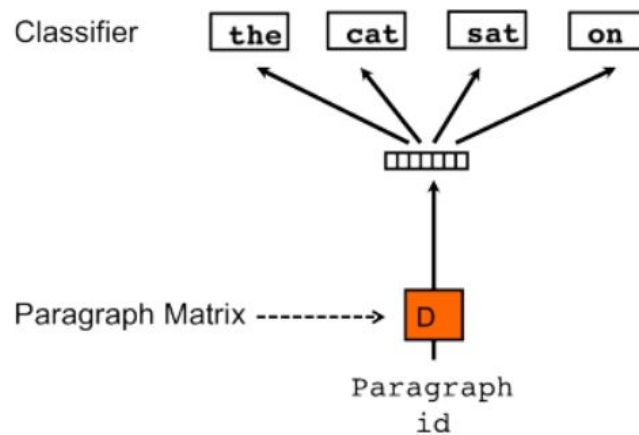 Classifier the cat sat on
Paragraph Matrix D
Paragraph
id